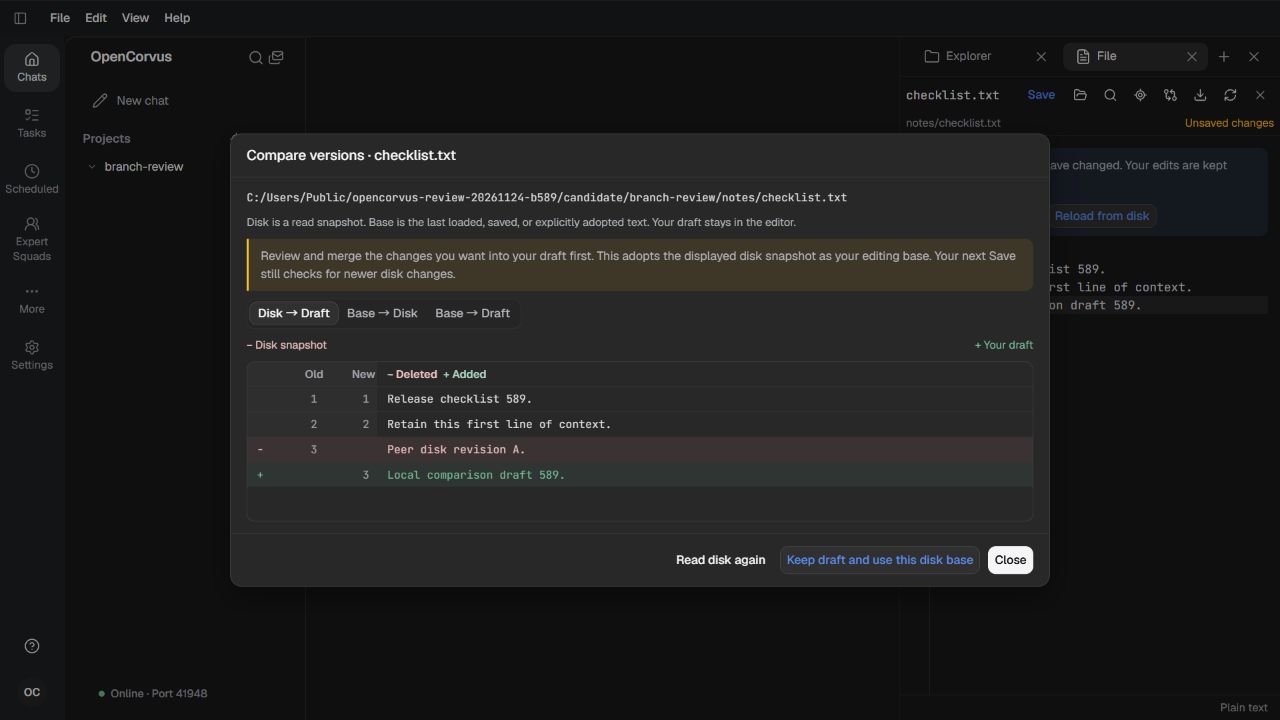 File Edit View Help
Chats
Tasks
Scheduled
Expert
Squads
More
Settings
OC
OpenCorvus
New chat
Projects
branch-review
Online · Port 41948
Explorer
File
checklist.txt Save
notes/checklist.txt Unsaved changes
ave changed. Your edits are kept
Reload from disk
ist 589.
rst line of context.
on draft 589.
Plain text
Compare versions · checklist.txt
C:/Users/Public/opencorvus-review-20261124-b589/candidate/branch-review/notes/checklist.txt
Disk is a read snapshot. Base is the last loaded, saved, or explicitly adopted text. Your draft stays in the editor.
Review and merge the changes you want into your draft first. This adopts the displayed disk snapshot as your editing base. Your next Save
still checks for newer disk changes.
Disk → Draft Base → Disk Base → Draft
− Disk snapshot + Your draft
Old New − Deleted + Added
1 1 Release checklist 589.
2 2 Retain this first line of context.
- 3 Peer disk revision A.
+ 3 Local comparison draft 589.
Read disk again Keep draft and use this disk base Close